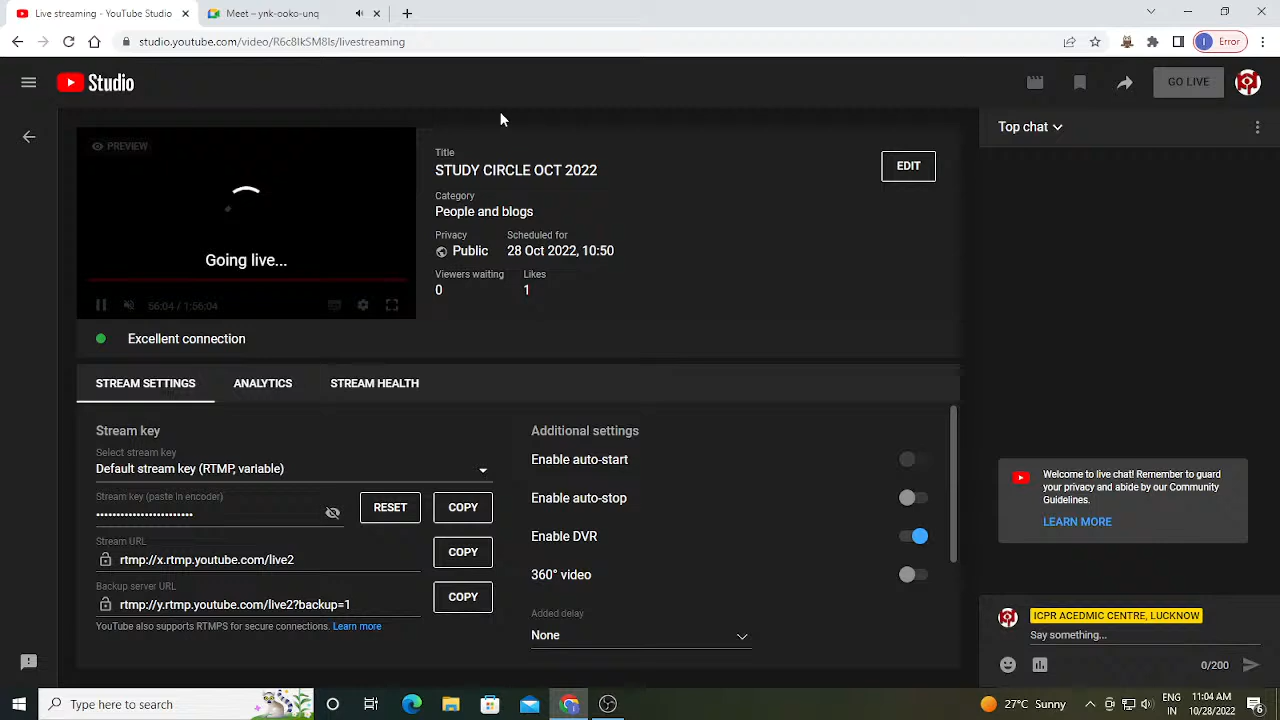 Live streaming - YouTube Studio
Meet – ynk-ooko-unq
studio.youtube.com/video/R6c8IkSM8Is/livestreaming
I Error
Studio
GO LIVE
PREVIEW
Going live...
56:04 / 1:56:04
Excellent connection
Title
STUDY CIRCLE OCT 2022
EDIT
Category
People and blogs
Privacy
Public
Scheduled for
28 Oct 2022, 10:50
Viewers waiting
0
Likes
1
STREAM SETTINGS
ANALYTICS
STREAM HEALTH
Stream key
Select stream key
Default stream key (RTMP, variable)
Stream key (paste in encoder)
••••••••••••••••••••••••
RESET
COPY
Stream URL
rtmp://x.rtmp.youtube.com/live2
COPY
Backup server URL
rtmp://y.rtmp.youtube.com/live2?backup=1
COPY
YouTube also supports RTMPS for secure connections. Learn more
Additional settings
Enable auto-start
Enable auto-stop
Enable DVR
360° video
Added delay
None
Top chat
Welcome to live chat! Remember to guard
your privacy and abide by our Community
Guidelines.
LEARN MORE
ICPR ACEDMIC CENTRE, LUCKNOW
Say something...
0/200
Type here to search
27°C Sunny
ENG
IN
11:04 AM
10/28/2022
6